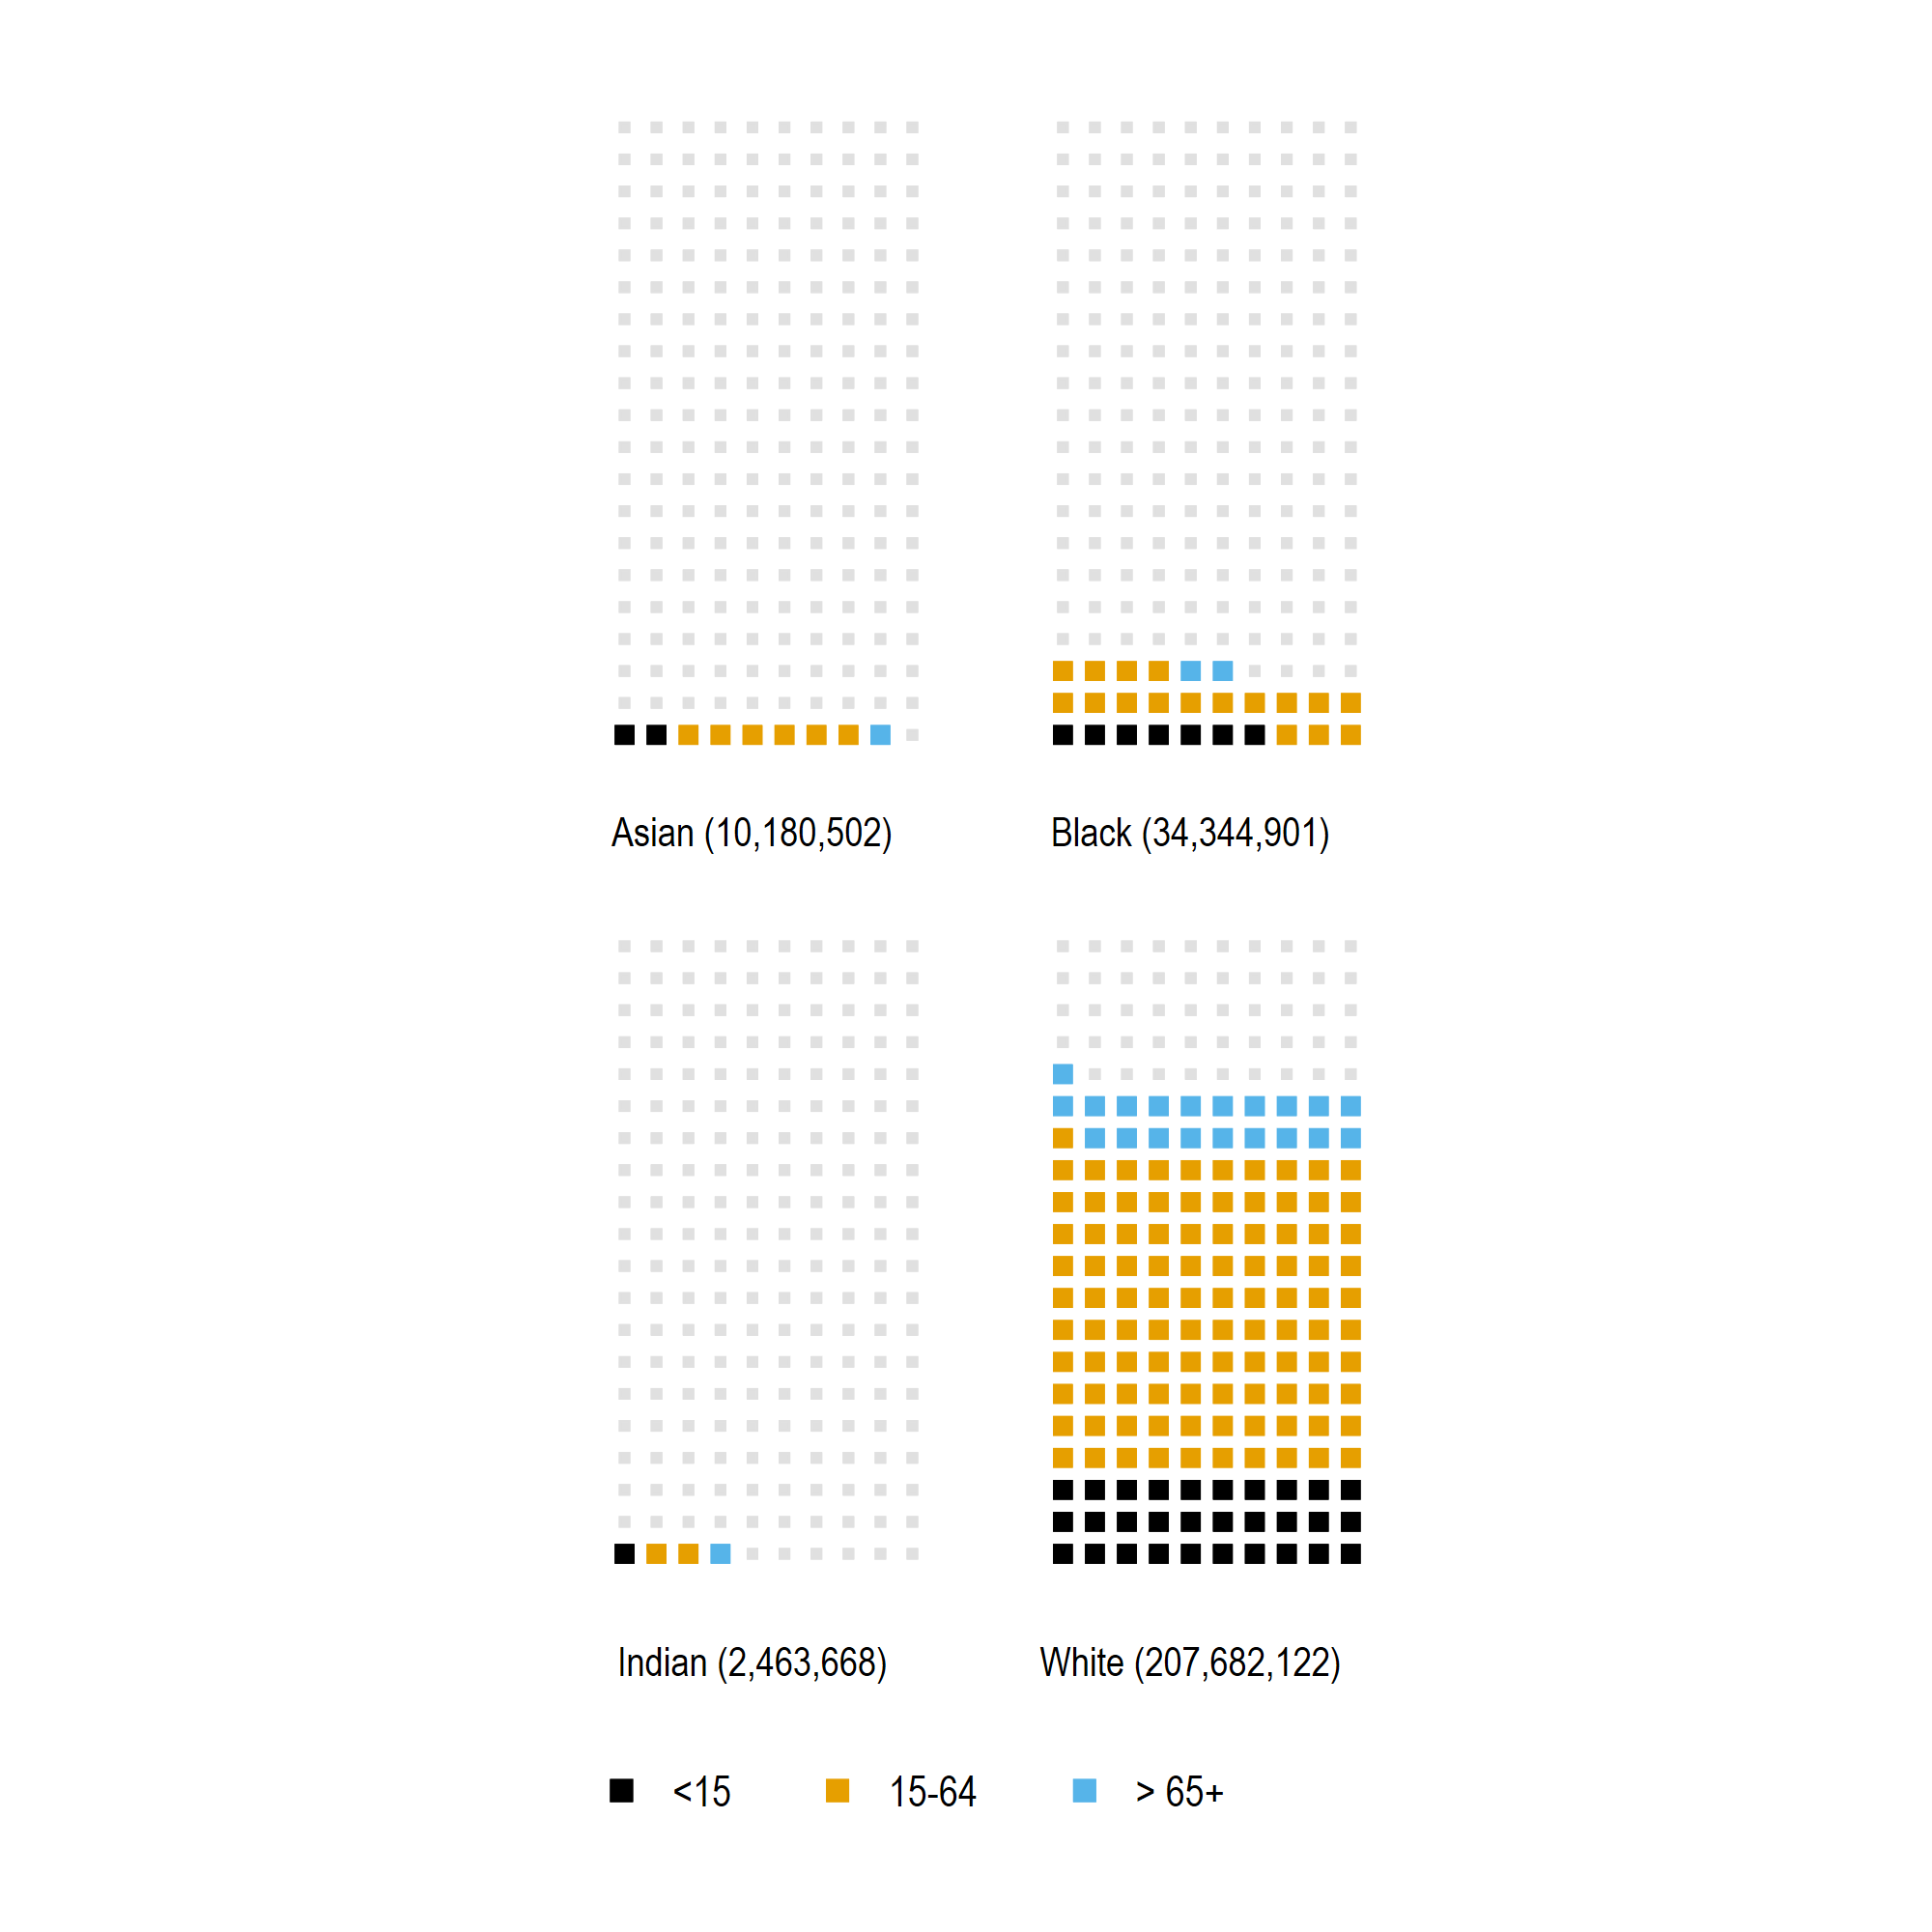 Asian (10,180,502)
Black (34,344,901)
Indian (2,463,668)
White (207,682,122)
<15
15-64
> 65+